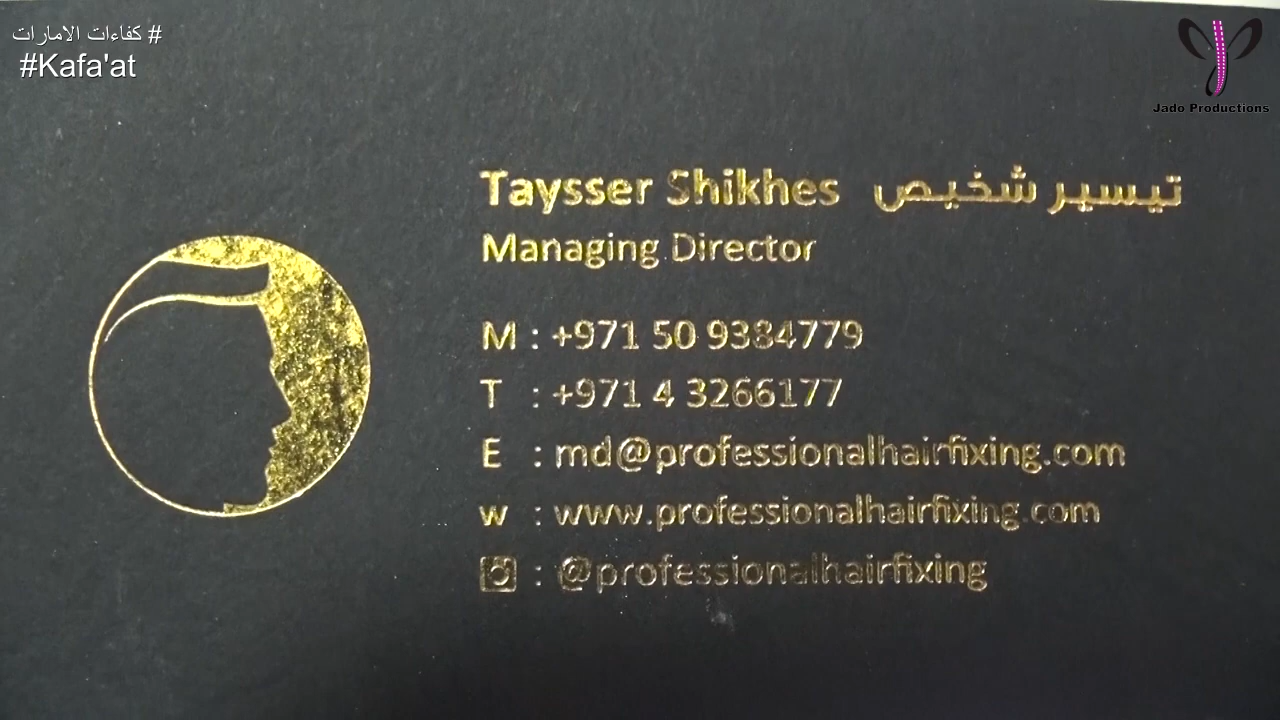 # كفاءات الامارات
#Kafa'at
Jado Productions
Taysser Shikhes تيسير شخيص
Managing Director
M : +971 50 9384779
T : +971 4 3266177
E : md@professionalhairfixing.com
w : www.professionalhairfixing.com
: @professionalhairfixing